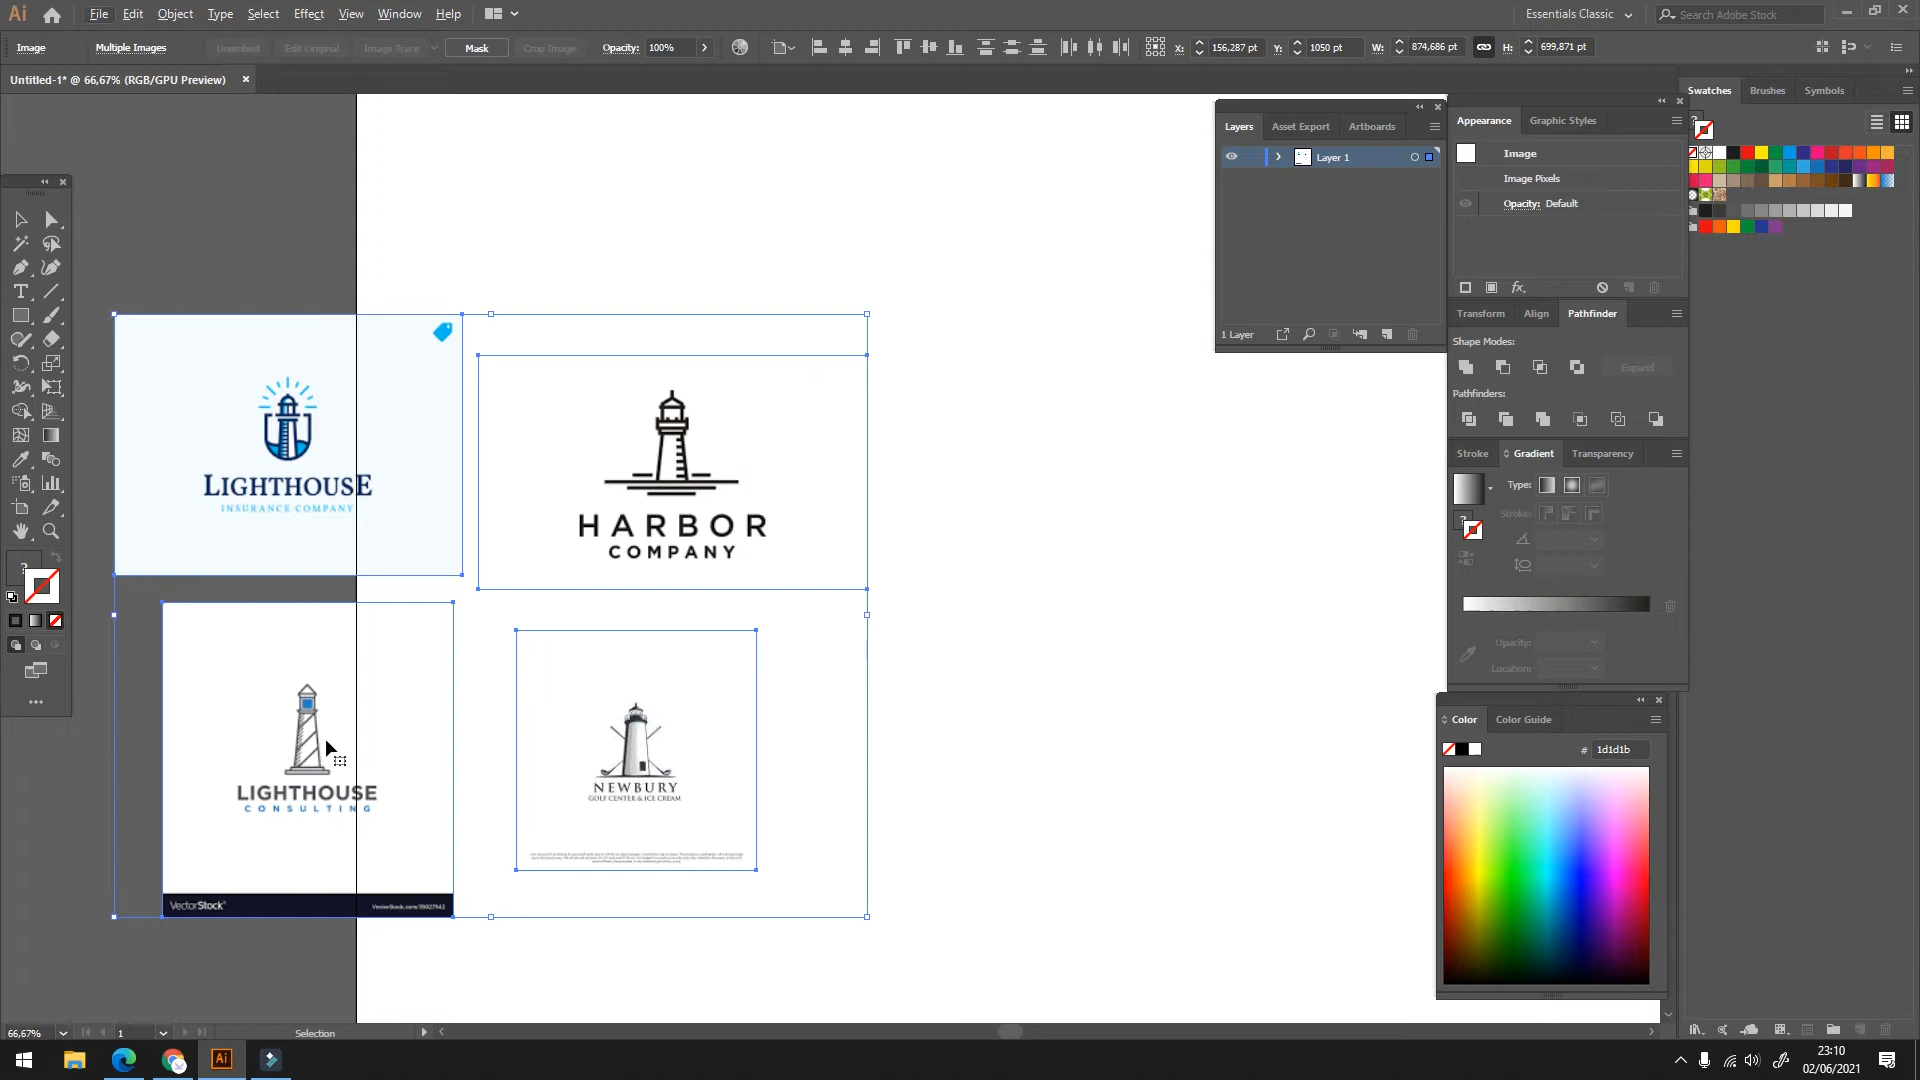 Ai File Edit Object Type Select Effect View Window Help Essentials Classic Search Adobe Stock
Image Multiple Images Unembed Edit Original Image Trace Mask Crop Image Opacity: 100% X: 156,287 pt Y: 1050 pt W: 874,686 pt H: 699,871 pt
Untitled-1* @ 66,67% (RGB/GPU Preview)
Layers Asset Export Artboards
Layer 1
1 Layer
Appearance Graphic Styles
Image
Image Pixels
Opacity: Default
fx.
Transform Align Pathfinder
Shape Modes:
Expand
Pathfinders:
Stroke Gradient Transparency
Type:
Stroke:
Opacity:
Location:
Swatches Brushes Symbols
Color Color Guide
# 1d1d1b
LIGHTHOUSE
INSURANCE COMPANY
HARBOR
COMPANY
LIGHTHOUSE
CONSULTING
VectorStock®
NEWBURY
GOLF CENTER & ICE CREAM
66,67% 1 Selection
Ai
23:10
02/06/2021